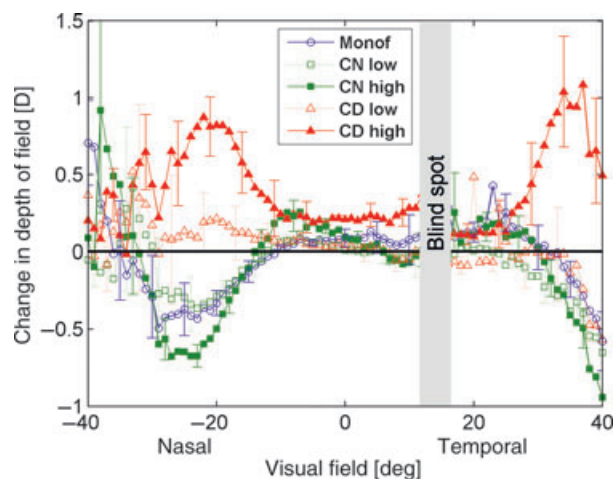 1.5
1
0.5
0
−0.5
−1
Change in depth of field [D]
Monof
CN low
CN high
CD low
CD high
Blind spot
−40 −20 0 20 40
Nasal Temporal
Visual field [deg]